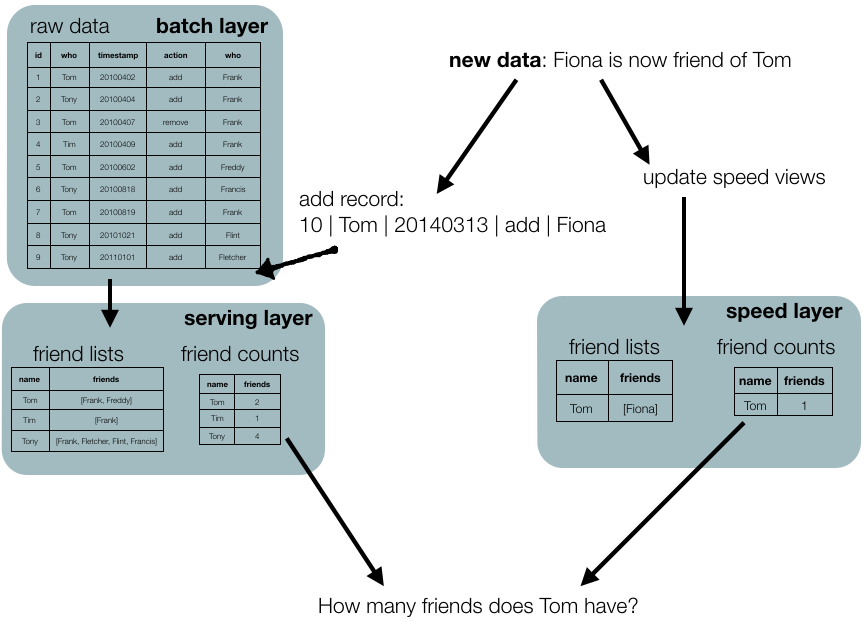 raw data batch layer
id who timestamp action who
1 Tom 20100402 add Frank
2 Tony 20100404 add Frank
3 Tom 20100407 remove Frank
4 Tim 20100409 add Frank
5 Tom 20100602 add Freddy
6 Tony 20100818 add Francis
7 Tom 20100819 add Frank
8 Tony 20101021 add Flint
9 Tony 20110101 add Fletcher
new data: Fiona is now friend of Tom
add record:
10 | Tom | 20140313 | add | Fiona
update speed views
serving layer
friend lists
name friends
Tom [Frank, Freddy]
Tim [Frank]
Tony [Frank, Fletcher, Flint, Francis]
friend counts
name friends
Tom 2
Tim 1
Tony 4
speed layer
friend lists
name friends
Tom [Fiona]
friend counts
name friends
Tom 1
How many friends does Tom have?